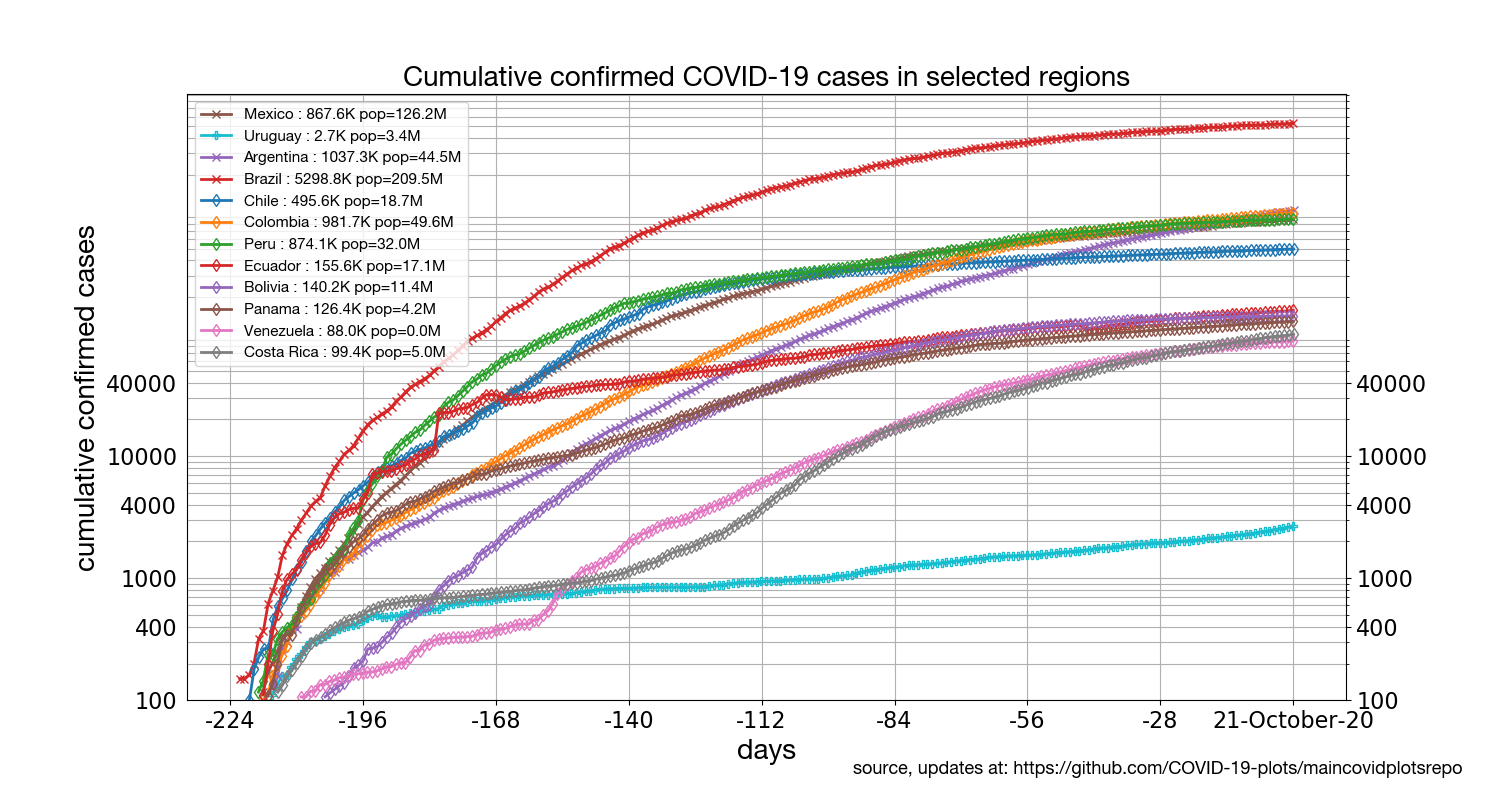 Cumulative confirmed COVID-19 cases in selected regions
Mexico : 867.6K pop=126.2M
Uruguay : 2.7K pop=3.4M
Argentina : 1037.3K pop=44.5M
Brazil : 5298.8K pop=209.5M
Chile : 495.6K pop=18.7M
Colombia : 981.7K pop=49.6M
Peru : 874.1K pop=32.0M
Ecuador : 155.6K pop=17.1M
Bolivia : 140.2K pop=11.4M
Panama : 126.4K pop=4.2M
Venezuela : 88.0K pop=0.0M
Costa Rica : 99.4K pop=5.0M
cumulative confirmed cases
40000
10000
4000
1000
400
100
40000
10000
4000
1000
400
100
-224 -196 -168 -140 -112 -84 -56 -28 21-October-20
days
source, updates at: https://github.com/COVID-19-plots/maincovidplotsrepo